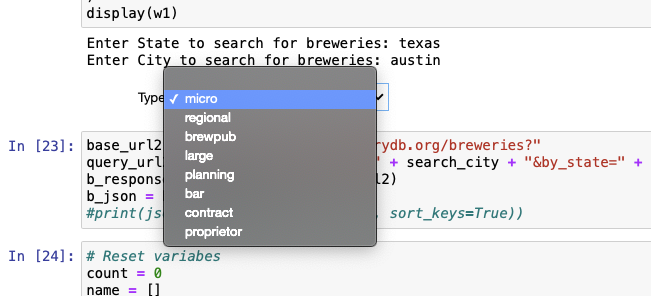 display(w1)
Enter State to search for breweries: texas
Enter City to search for breweries: austin
Type
✓ micro
regional
brewpub
large
planning
bar
contract
proprietor
In [23]: base_url2 rydb.org/breweries?"
query_url " + search_city + "&by_state=" +
b_respons l2)
b_json =
#print(js , sort_keys=True))
In [24]: # Reset variabes
count = 0
name = []